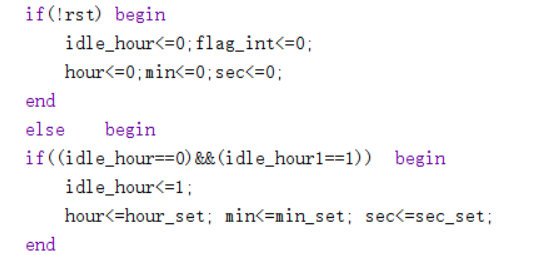 if(!rst) begin
idle_hour<=0;flag_int<=0;
hour<=0;min<=0;sec<=0;
end
else    begin
if((idle_hour==0)&&(idle_hour1==1))  begin
idle_hour<=1;
hour<=hour_set; min<=min_set; sec<=sec_set;
end